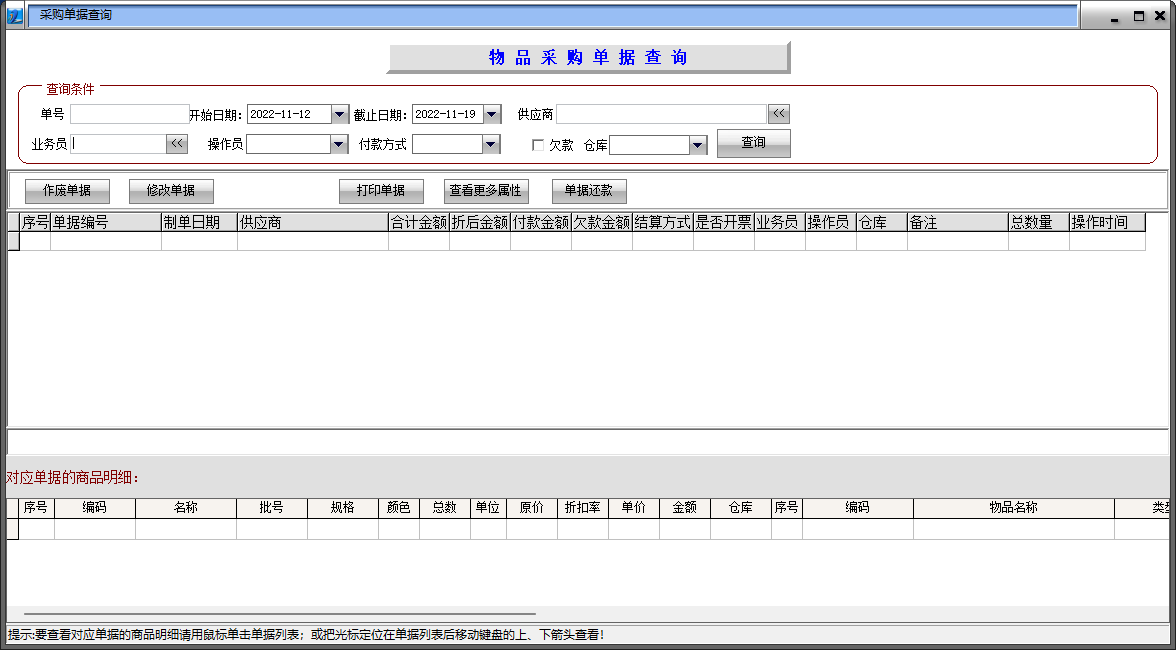 采购单据查询
物品采购单据查询
查询条件
单号 开始日期: 2022-11-12 截止日期: 2022-11-19 供应商 <<
业务员 << 操作员 付款方式 欠款 仓库 查询
作废单据 修改单据 打印单据 查看更多属性 单据还款
序号 单据编号 制单日期 供应商 合计金额 折后金额 付款金额 欠款金额 结算方式 是否开票 业务员 操作员 仓库 备注 总数量 操作时间
对应单据的商品明细:
序号 编码 名称 批号 规格 颜色 总数 单位 原价 折扣率 单价 金额 仓库 序号 编码 物品名称 类型
提示:要查看对应单据的商品明细请用鼠标单击单据列表；或把光标定位在单据列表后移动键盘的上、下箭头查看!